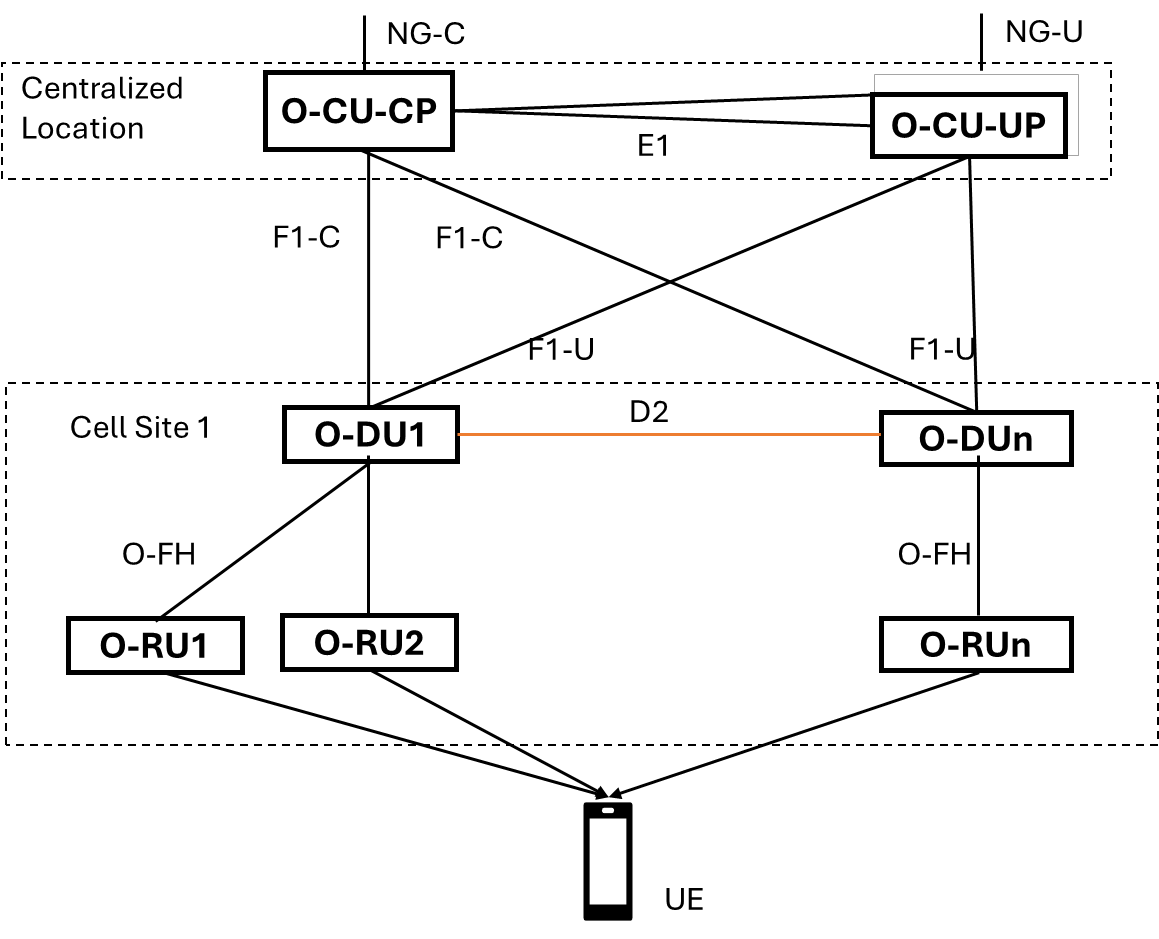 NG-C
NG-U
Centralized
Location
O-CU-CP
O-CU-UP
E1
F1-C
F1-C
F1-U
F1-U
Cell Site 1
D2
O-DU1
O-DUn
O-FH
O-FH
O-RU1
O-RU2
O-RUn
UE